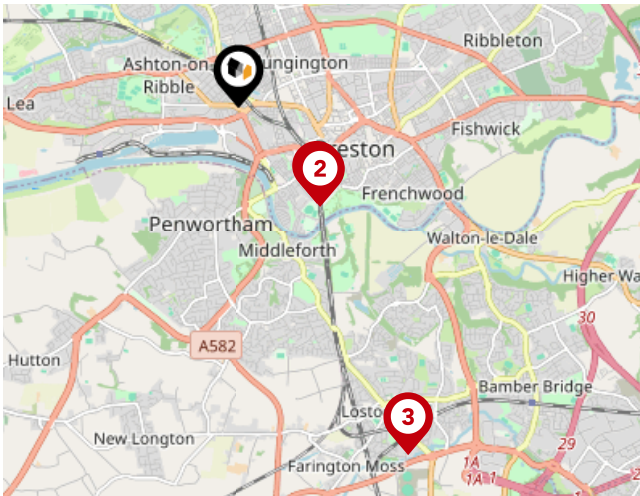 Ribbleton
Ashton-on-
Ribble
ungington
Lea
Fishwick
reston
2
Frenchwood
Penwortham
Middleforth
Walton-le-Dale
Higher Wa
30
A582
Hutton
Bamber Bridge
Losto
3
New Longton
29
Farington Moss
1A
1A
1